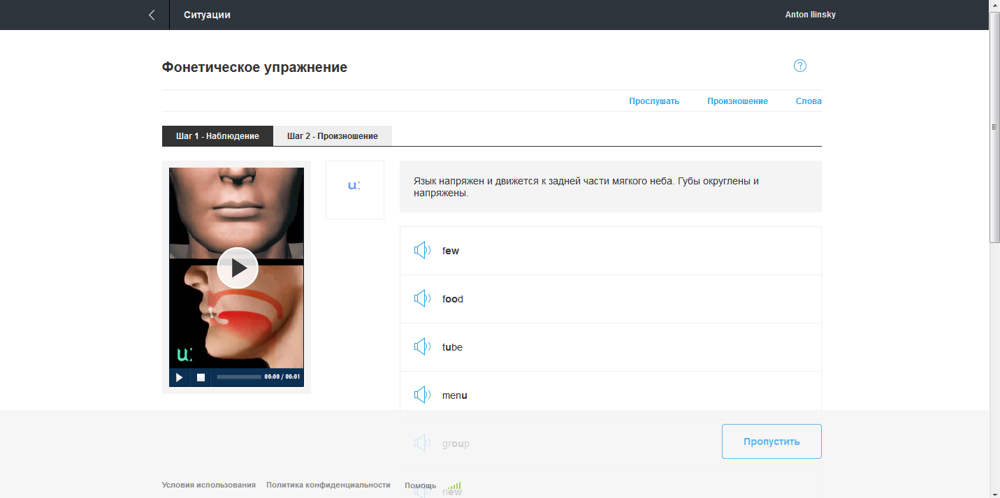 Ситуации
Anton Ilinsky
Фонетическое упражнение
?
Прослушать Произношение Слова
Шаг 1 - Наблюдение Шаг 2 - Произношение
u:
Язык напряжен и движется к задней части мягкого неба. Губы округлены и
напряжены.
few
food
tube
menu
u:
00:00 / 00:01
group
Пропустить
Условия использования Политика конфиденциальности Помощь
new